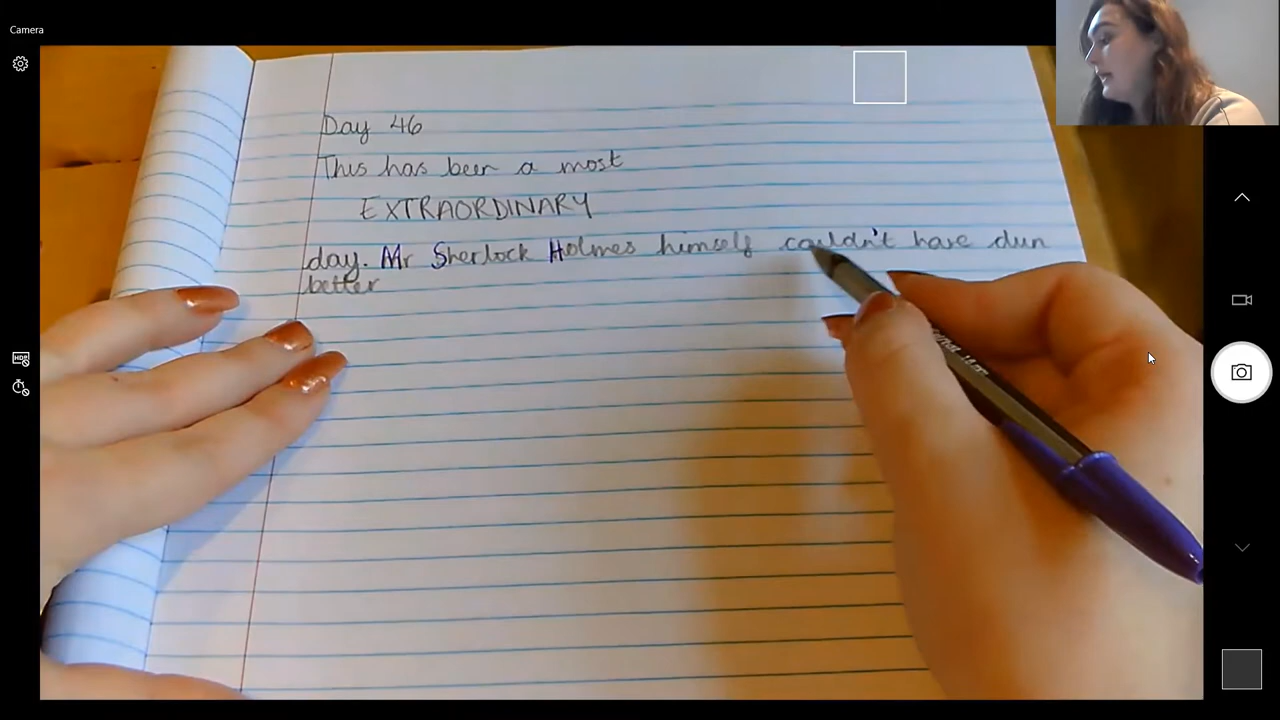 Camera
Day 46
This has been a most
EXTRAORDINARY
day. Mr Sherlock Holmes himself couldn't have dun
better